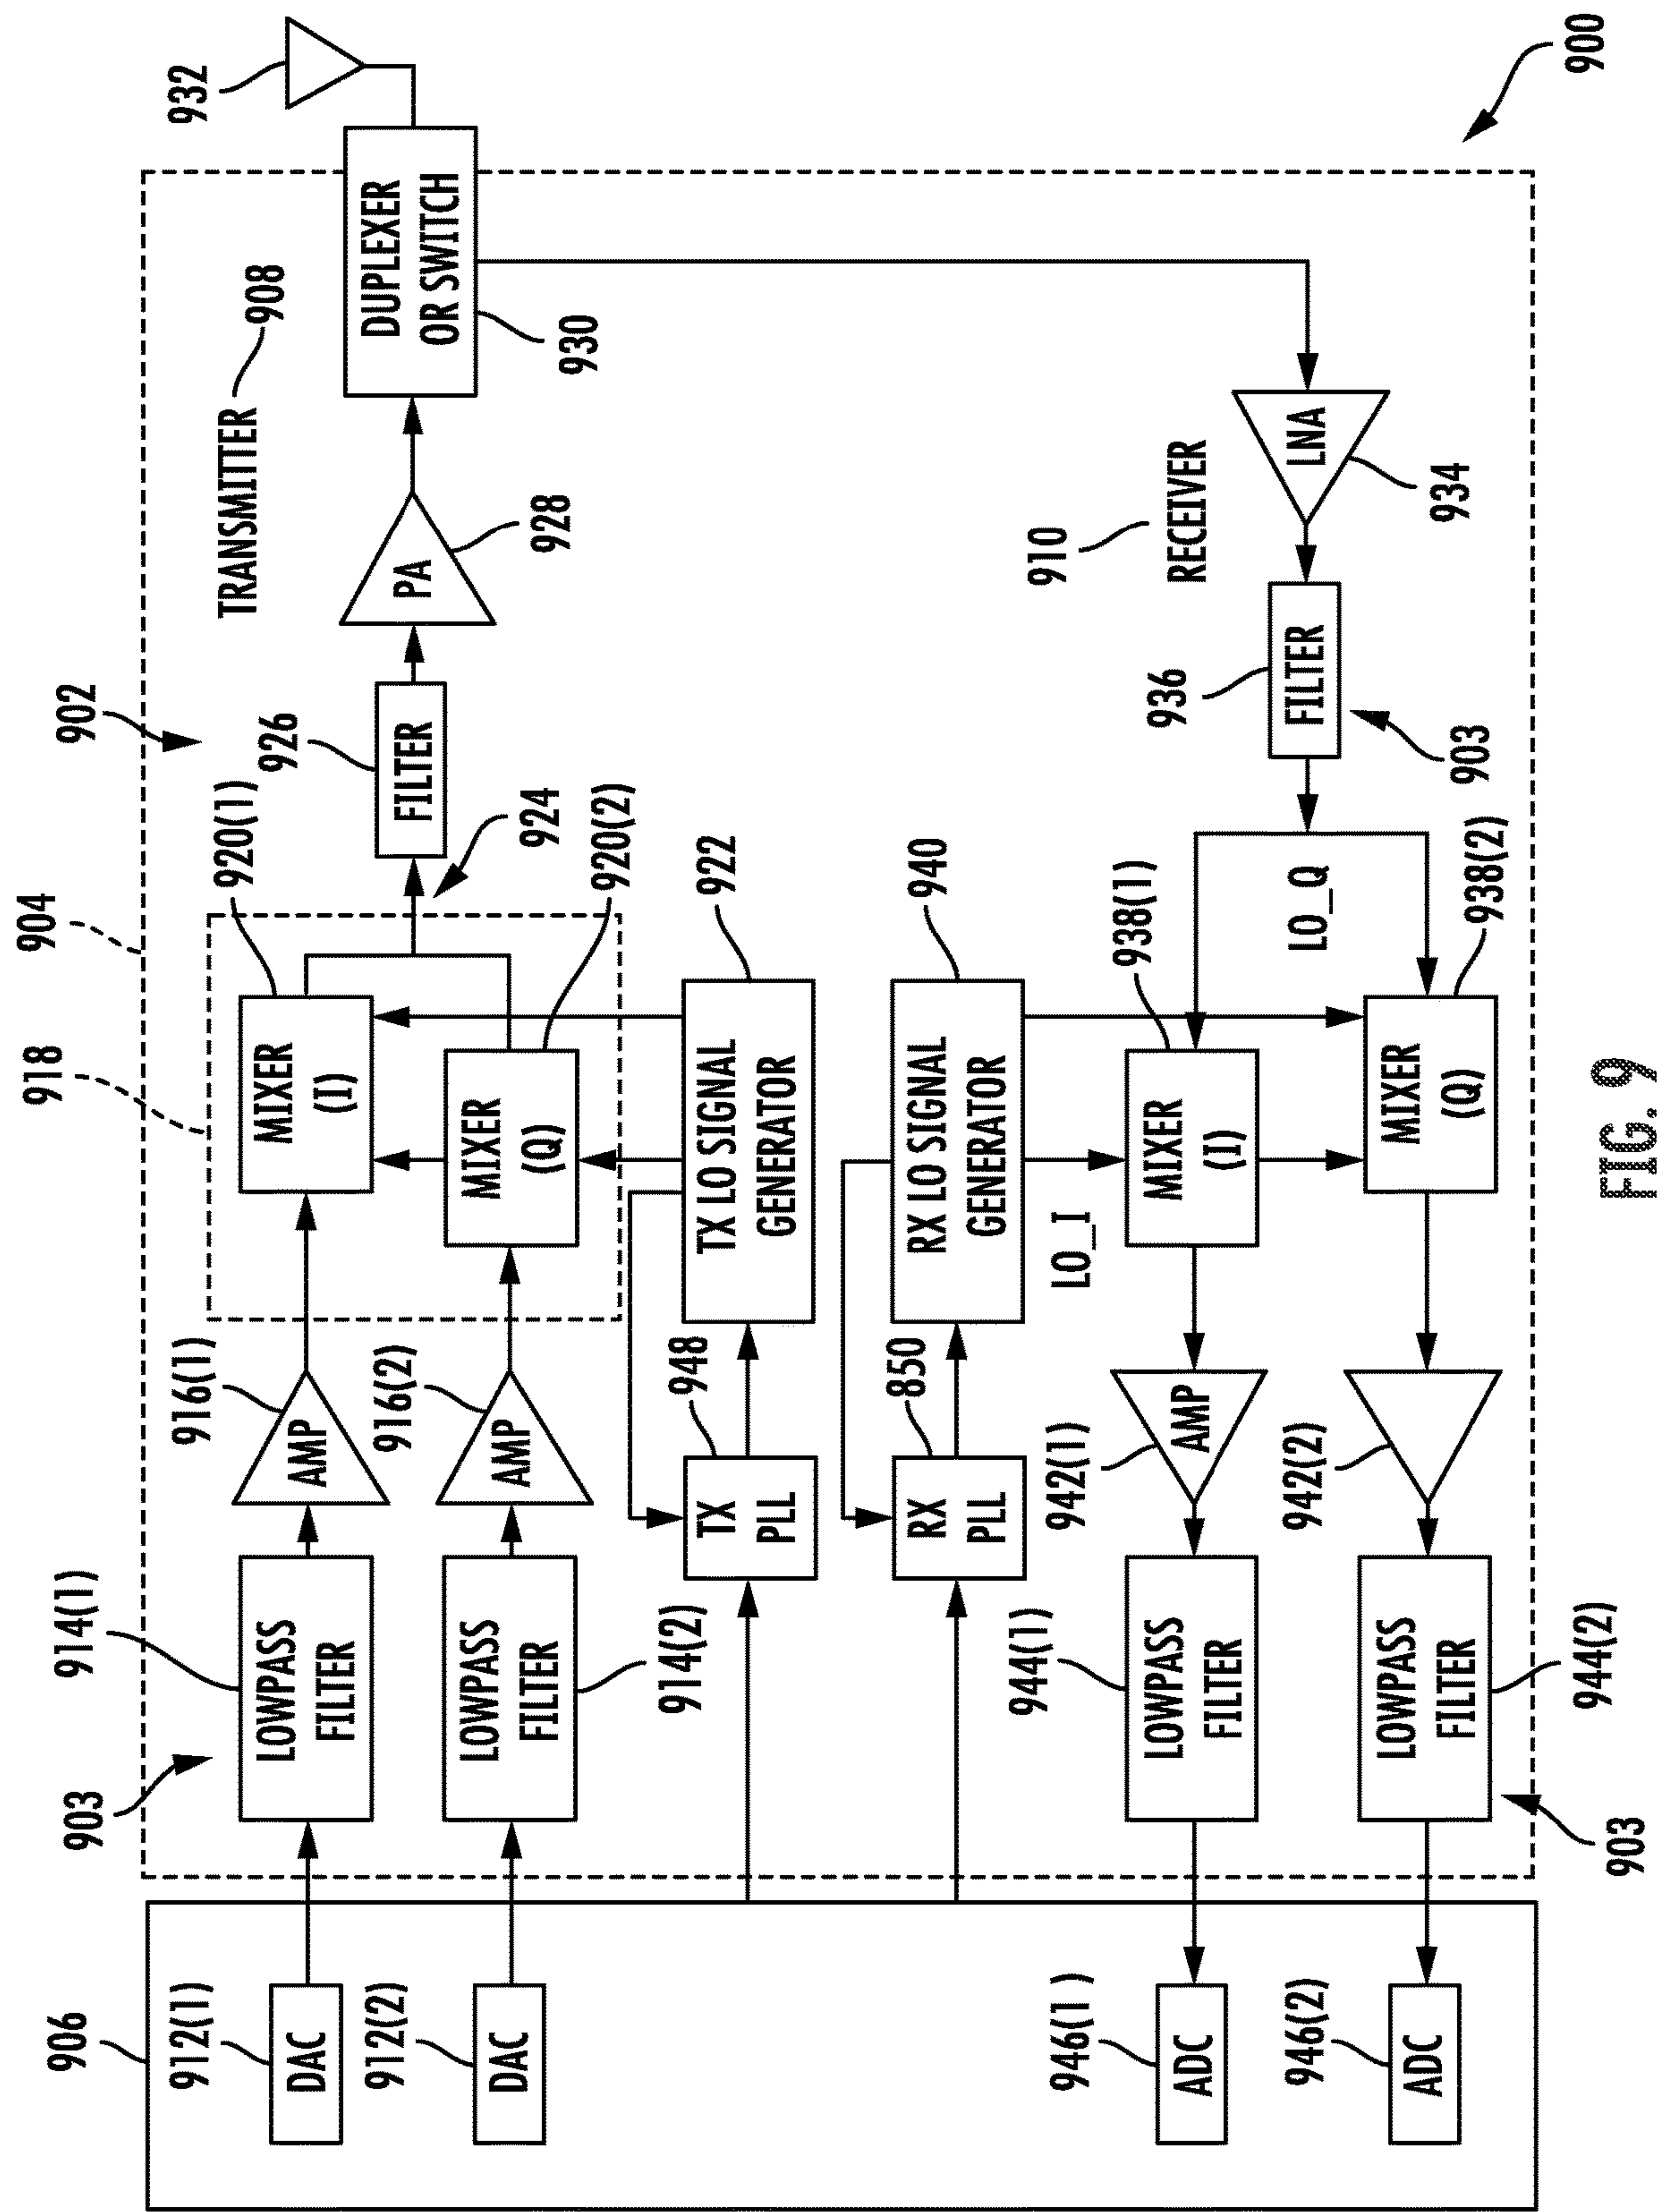 904
902
932
918
920(1)
TRANSMITTER
908
916(1)
914(1)
903
906
912(1)
DAC
LOWPASS
FILTER
AMP
MIXER
(I)
926
FILTER
PA
928
DUPLEXER
OR SWITCH
930
924
920(2)
912(2)
DAC
LOWPASS
FILTER
914(2)
916(2)
AMP
MIXER
(Q)
948
TX
PLL
TX LO SIGNAL
GENERATOR
922
850
RX
PLL
RX LO SIGNAL
GENERATOR
940
910
RECEIVER
LO_I
938(1)
936
946(1)
ADC
944(1)
LOWPASS
FILTER
942(1)
AMP
MIXER
(I)
LO_Q
FILTER
903
LNA
934
946(2)
ADC
LOWPASS
FILTER
944(2)
942(2)
MIXER
(Q)
938(2)
903
900
FIG. 9